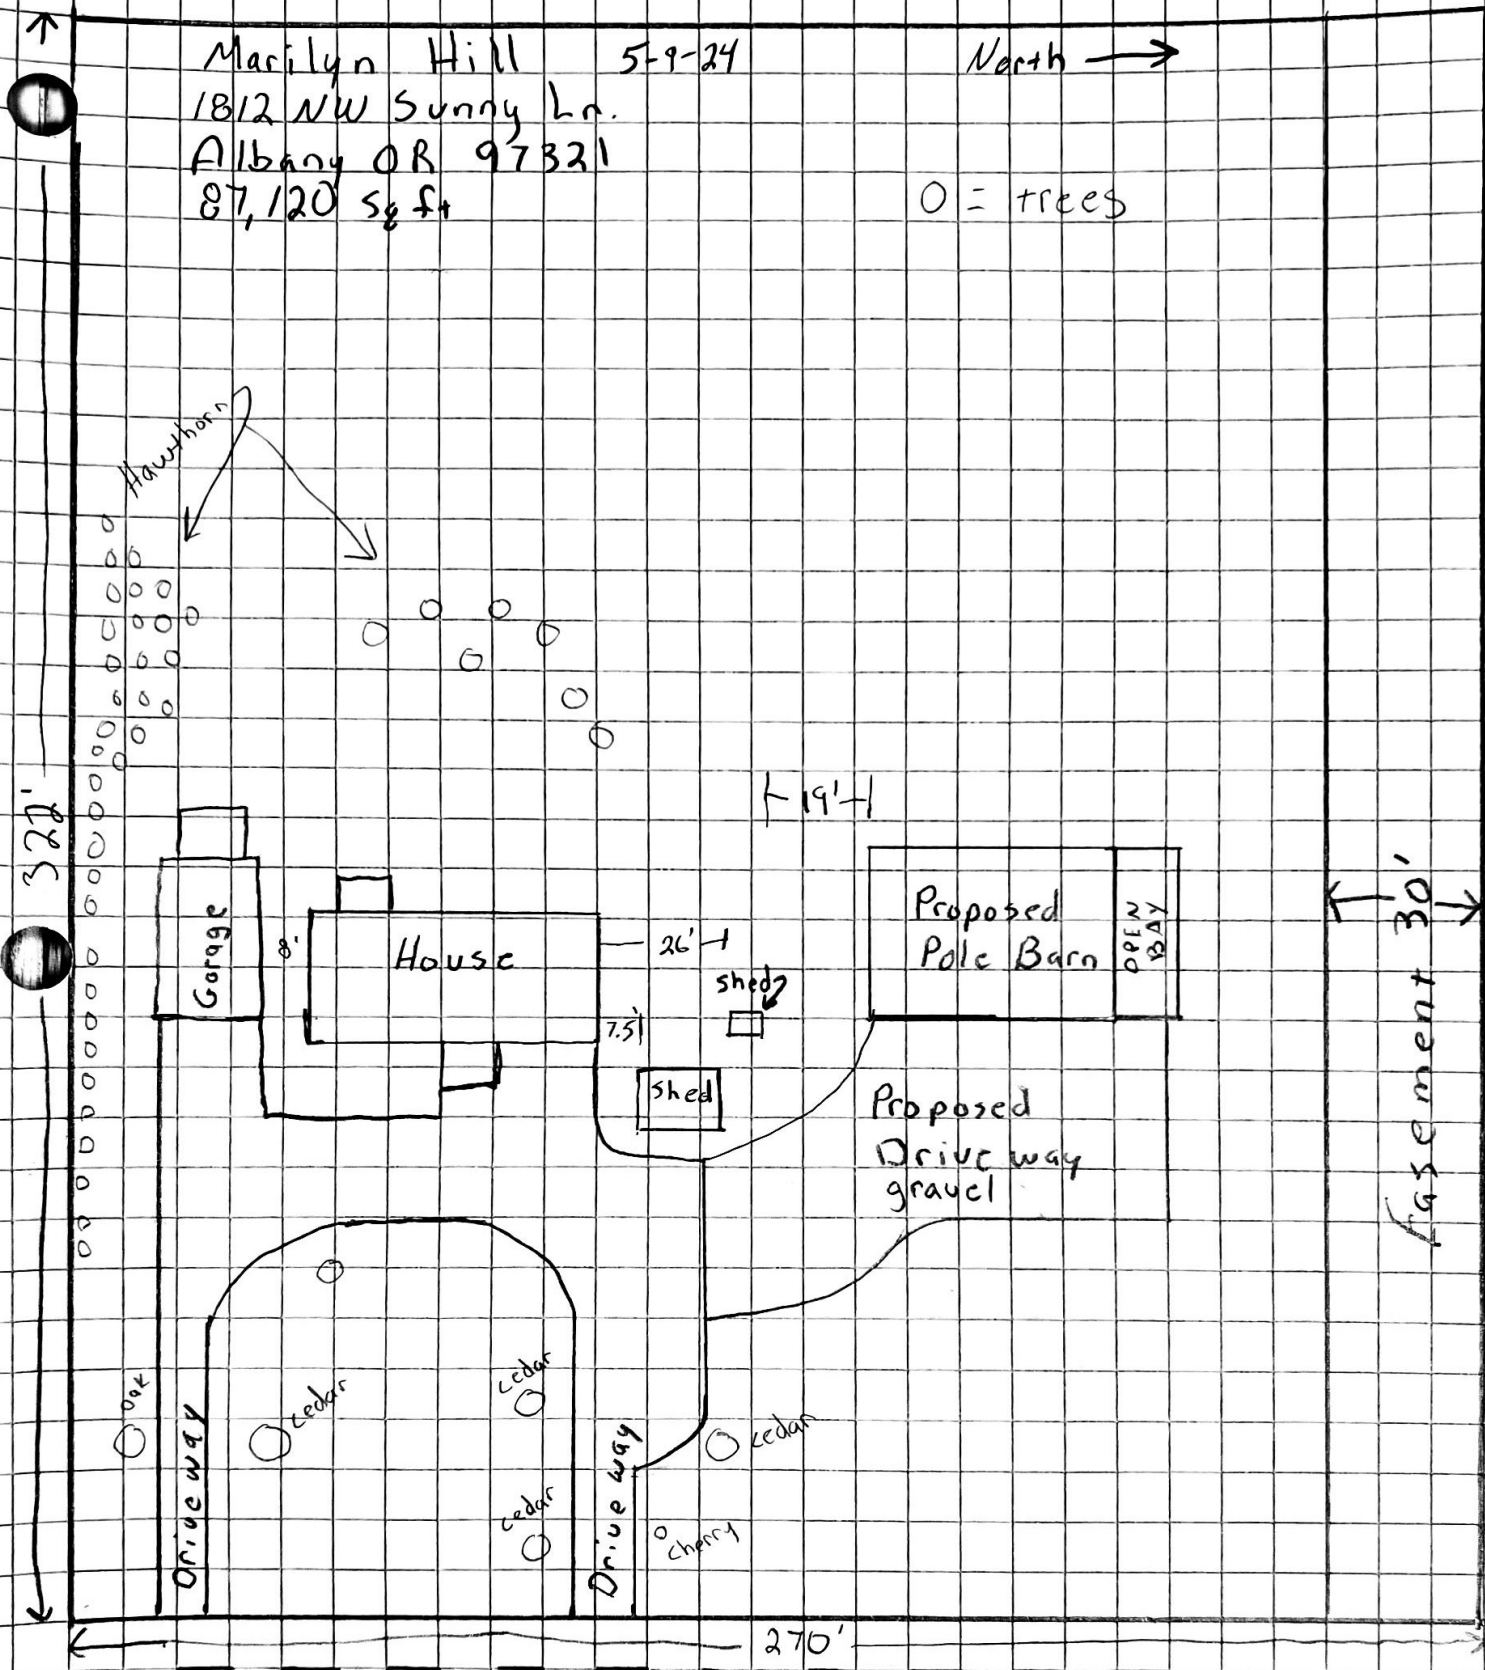 Marilyn Hill 5-9-24
North
1812 NW Sunny Ln.
Albany OR 97321
87,120 sq ft
O = trees
Hawthorn
322'
19'
Garage
8'
House
26'
Proposed
Pole Barn
OPEN
BAY
30'
Easement
shed
7.5'
shed
Proposed
Drive way
gravel
oak
cedar
cedar
cedar
cedar
Drive way
Drive way
cherry
270'